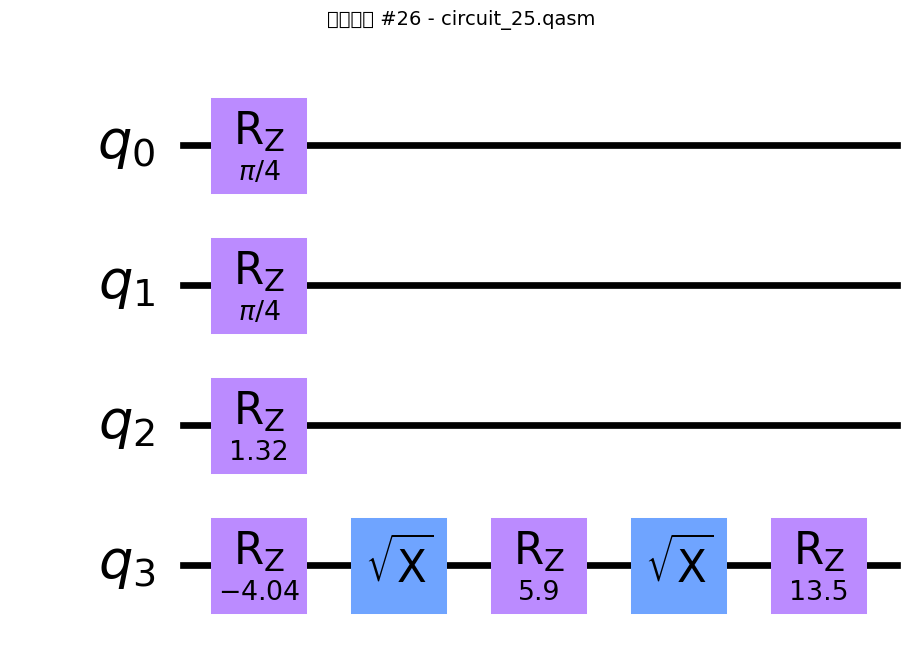 #26 - circuit_25.qasm
q0 RZ π/4
q1 RZ π/4
q2 RZ 1.32
q3 RZ −4.04 √X RZ 5.9 √X RZ 13.5